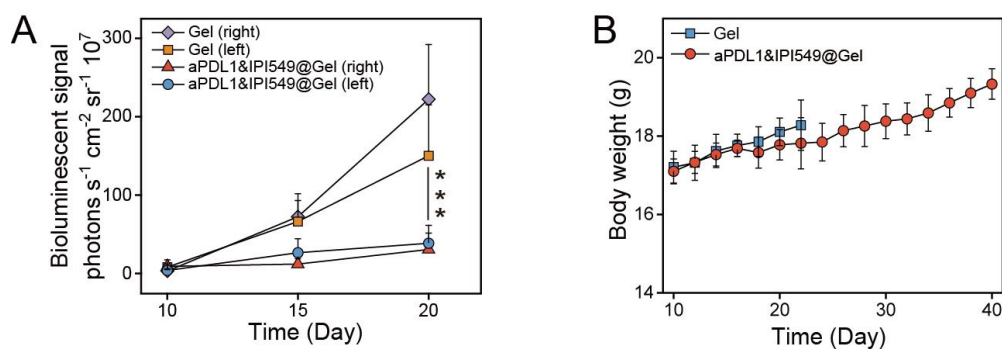 A
Bioluminescent signal
photons s⁻¹ cm⁻² sr⁻¹ 10⁷
300
200
100
0
Gel (right)
Gel (left)
aPDL1&IPI549@Gel (right)
aPDL1&IPI549@Gel (left)
***
10 15 20
Time (Day)
B
Body weight (g)
20
18
16
14
Gel
aPDL1&IPI549@Gel
10 20 30 40
Time (Day)